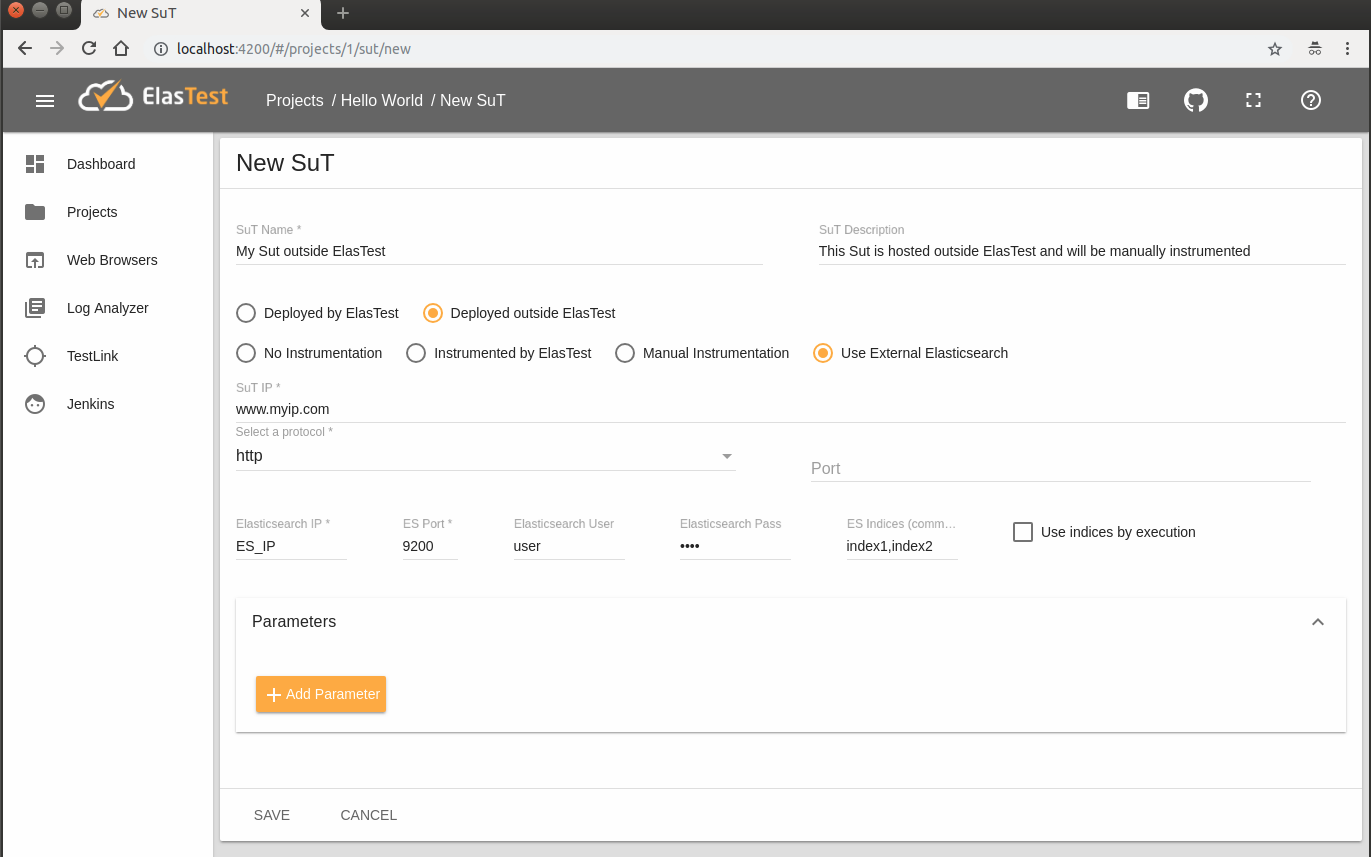 New SuT
localhost:4200/#/projects/1/sut/new
ElasTest
Projects / Hello World / New SuT
Dashboard
Projects
Web Browsers
Log Analyzer
TestLink
Jenkins
New SuT
SuT Name * SuT Description
My Sut outside ElasTest This Sut is hosted outside ElasTest and will be manually instrumented
Deployed by ElasTest Deployed outside ElasTest
No Instrumentation Instrumented by ElasTest Manual Instrumentation Use External Elasticsearch
SuT IP *
www.myip.com
Select a protocol *
http
Port
Elasticsearch IP * ES Port * Elasticsearch User Elasticsearch Pass ES Indices (comm…
ES_IP 9200 user •••• index1,index2 Use indices by execution
Parameters
Add Parameter
SAVE CANCEL